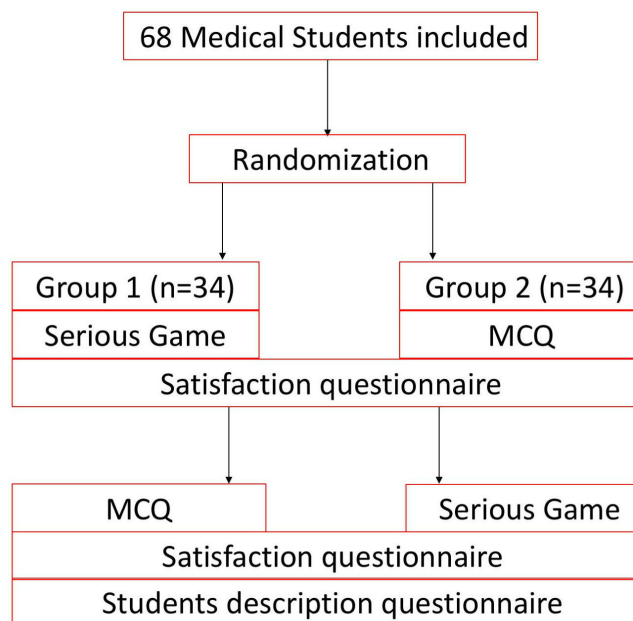 68 Medical Students included
Randomization
Group 1 (n=34)
Group 2 (n=34)
Serious Game
MCQ
Satisfaction questionnaire
MCQ
Serious Game
Satisfaction questionnaire
Students description questionnaire